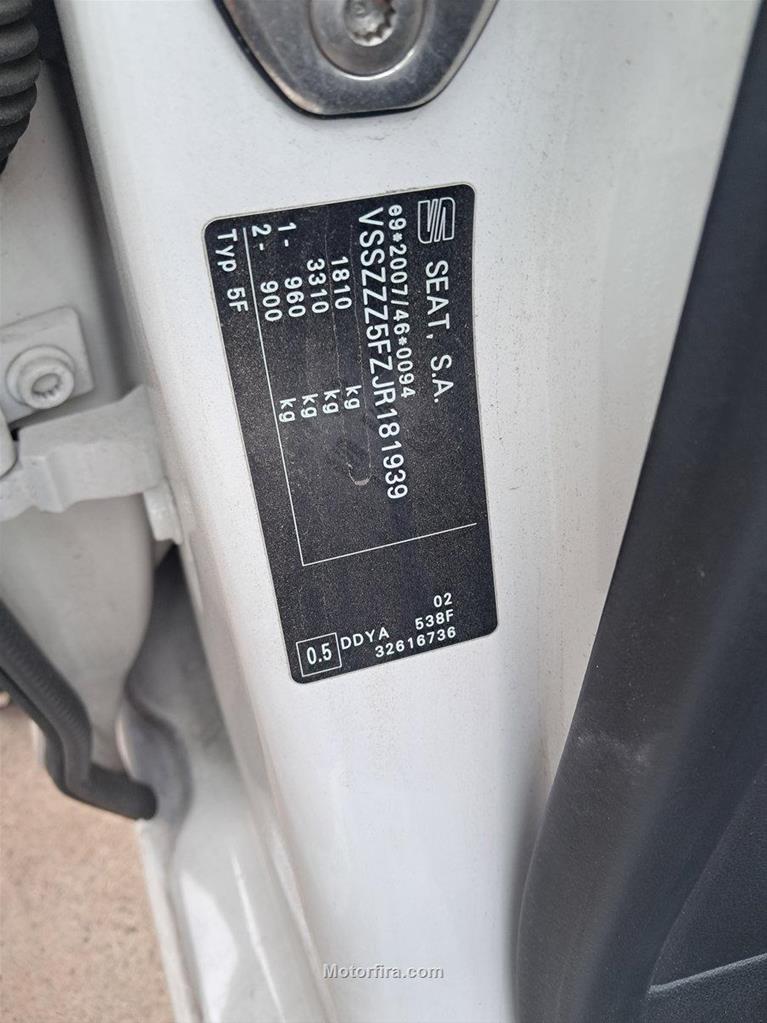 SEAT, S.A.
e9*2007/46*0094
VSSZZZ5FZJR181939
1810 kg
3310 kg
1- 960 kg
2- 900 kg
Typ 5F
02
538F
32616736
0.5 DDYA
Motorfira.com